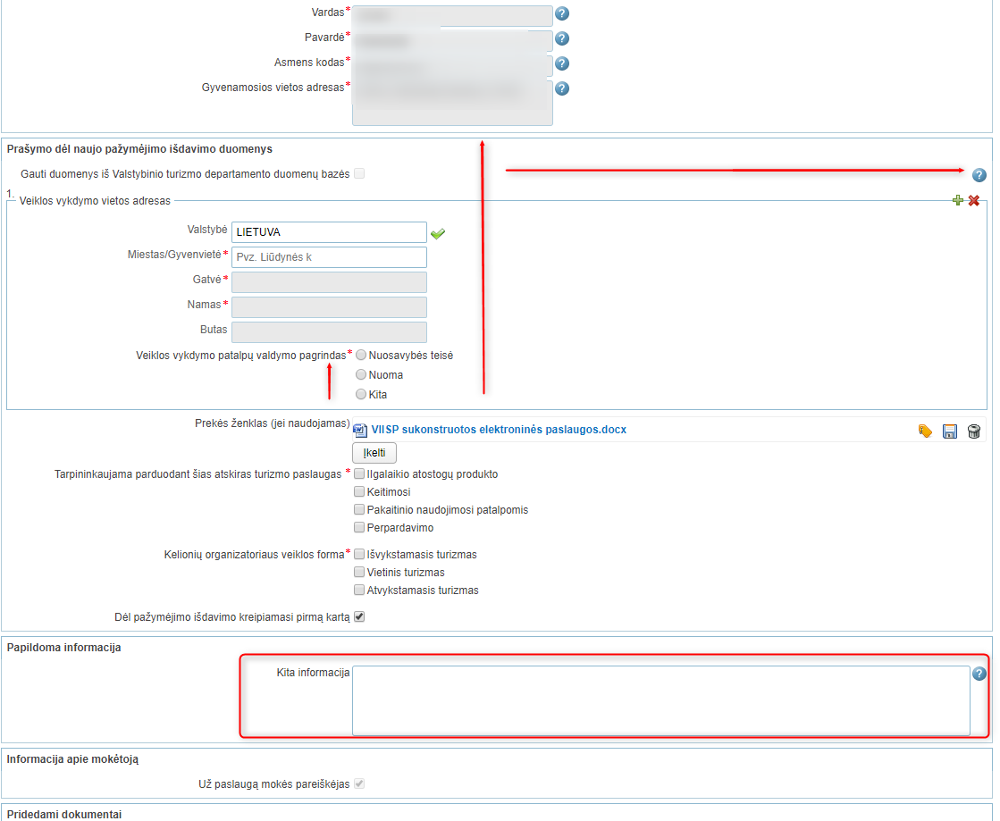 Vardas*
Pavardė*
Asmens kodas*
Gyvenamosios vietos adresas*
Prašymo dėl naujo pažymėjimo išdavimo duomenys
Gauti duomenys iš Valstybinio turizmo departamento duomenų bazės
1.
Veiklos vykdymo vietos adresas
Valstybė LIETUVA
Miestas/Gyvenvietė* Pvz. Liūdynės k
Gatvė*
Namas*
Butas
Veiklos vykdymo patalpų valdymo pagrindas* Nuosavybės teisė
Nuoma
Kita
Prekės ženklas (jei naudojamas) VIISP sukonstruotos elektroninės paslaugos.docx
Įkelti
Tarpininkaujama parduodant šias atskiras turizmo paslaugas * Ilgalaikio atostogų produkto
Keitimosi
Pakaitinio naudojimosi patalpomis
Perpardavimo
Kelionių organizatoriaus veiklos forma* Išvykstamasis turizmas
Vietinis turizmas
Atvykstamasis turizmas
Dėl pažymėjimo išdavimo kreipiamasi pirmą kartą
Papildoma informacija
Kita informacija
Informacija apie mokėtoją
Už paslaugą mokės pareiškėjas
Pridedami dokumentai